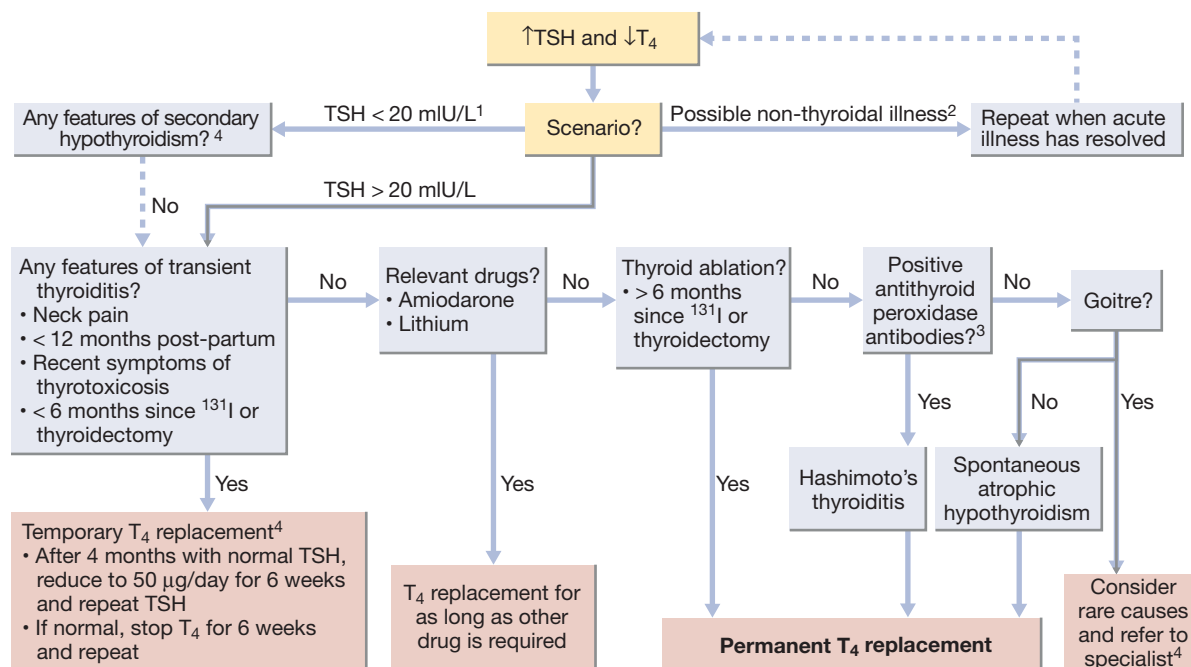 ↑TSH and ↓T₄
TSH < 20 mIU/L¹
Scenario?
Possible non-thyroidal illness²
Any features of secondary
hypothyroidism? ⁴
Repeat when acute
illness has resolved
No
TSH > 20 mIU/L
Any features of transient
thyroiditis?
• Neck pain
• < 12 months post-partum
• Recent symptoms of
thyrotoxicosis
• < 6 months since ¹³¹I or
thyroidectomy
No
Relevant drugs?
• Amiodarone
• Lithium
No
Thyroid ablation?
• > 6 months
since ¹³¹I or
thyroidectomy
No
Positive
antithyroid
peroxidase
antibodies?³
No
Goitre?
Yes
Yes
Yes
Yes
No
Yes
Hashimoto's
thyroiditis
Spontaneous
atrophic
hypothyroidism
Temporary T₄ replacement⁴
• After 4 months with normal TSH,
reduce to 50 μg/day for 6 weeks
and repeat TSH
• If normal, stop T₄ for 6 weeks
and repeat
T₄ replacement for
as long as other
drug is required
Permanent T₄ replacement
Consider
rare causes
and refer to
specialist⁴